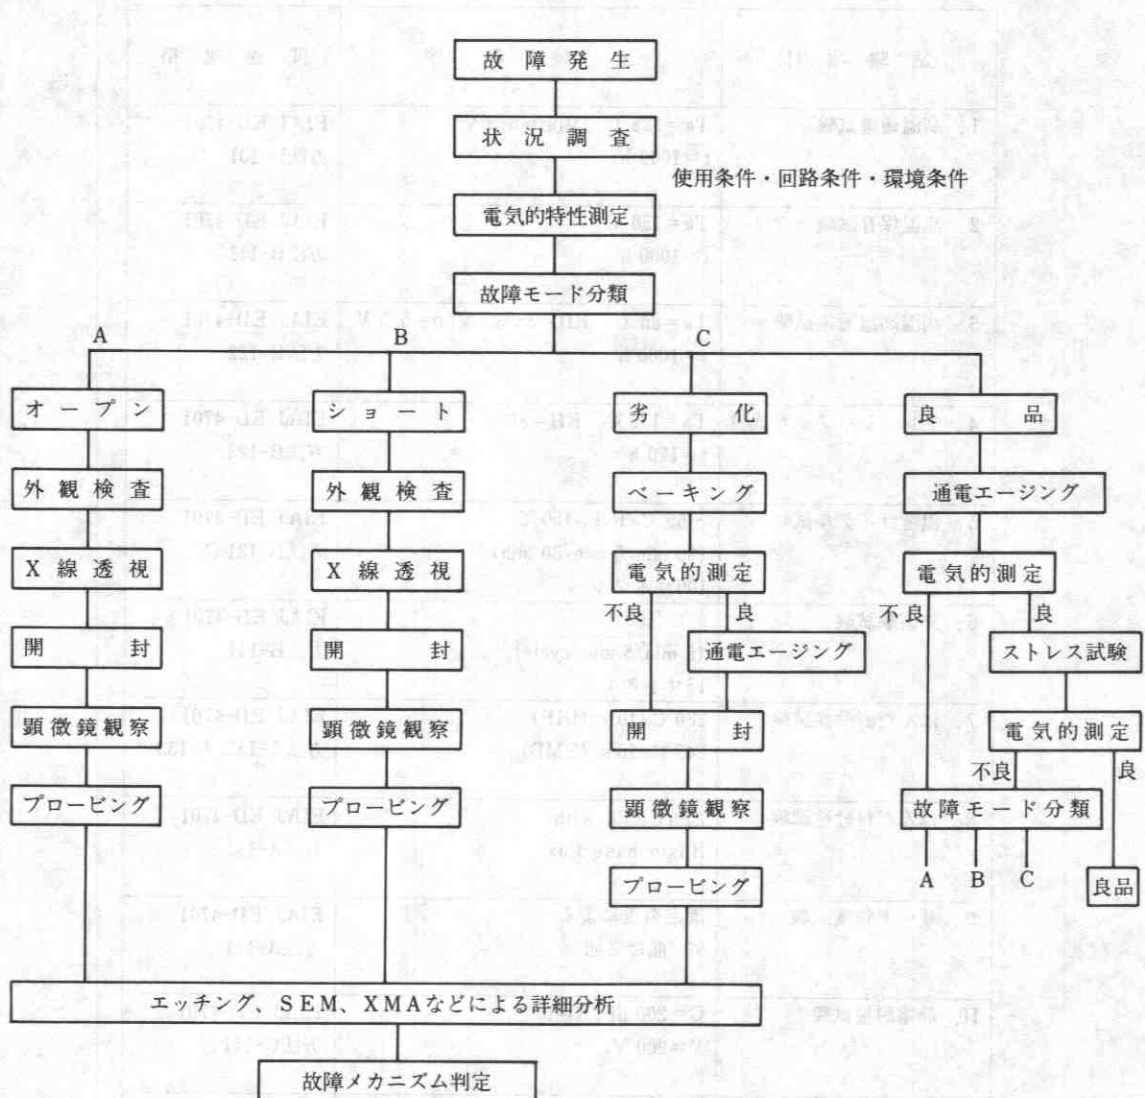 故障発生
状況調査
使用条件・回路条件・環境条件
電気的特性測定
故障モード分類
A B C
オープン ショート 劣化 良品
外観検査 外観検査 ベーキング 通電エージング
X線透視 X線透視 電気的測定 電気的測定
不良 良 不良 良
開封 開封 通電エージング ストレス試験
顕微鏡観察 顕微鏡観察 開封 電気的測定
不良 良
プロービング プロービング 顕微鏡観察 故障モード分類
プロービング A B C 良品
エッチング、SEM、XMAなどによる詳細分析
故障メカニズム判定